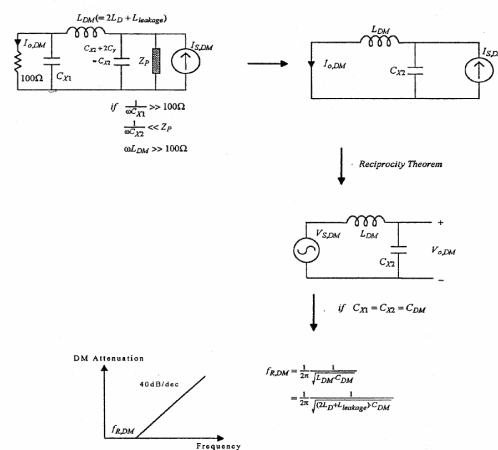 L_DM(= 2L_D + L_leakage)
I_o,DM
100Ω
C_X1
C_X2 + 2C_y
≈ C_X2
Z_P
I_S,DM
L_DM
I_o,DM
C_X2
I_S,D
if 1/(ωC_X1) >> 100Ω
1/(ωC_X2) << Z_P
ωL_DM >> 100Ω
Reciprocity Theorem
V_S,DM
L_DM
C_X2
+
V_o,DM
−
if C_X1 = C_X2 = C_DM
DM Attenuation
40dB/dec
f_R,DM
Frequency
f_R,DM = 1/2π 1/√(L_DM·C_DM)
= 1/2π 1/√((2L_D+L_leakage)·C_DM)